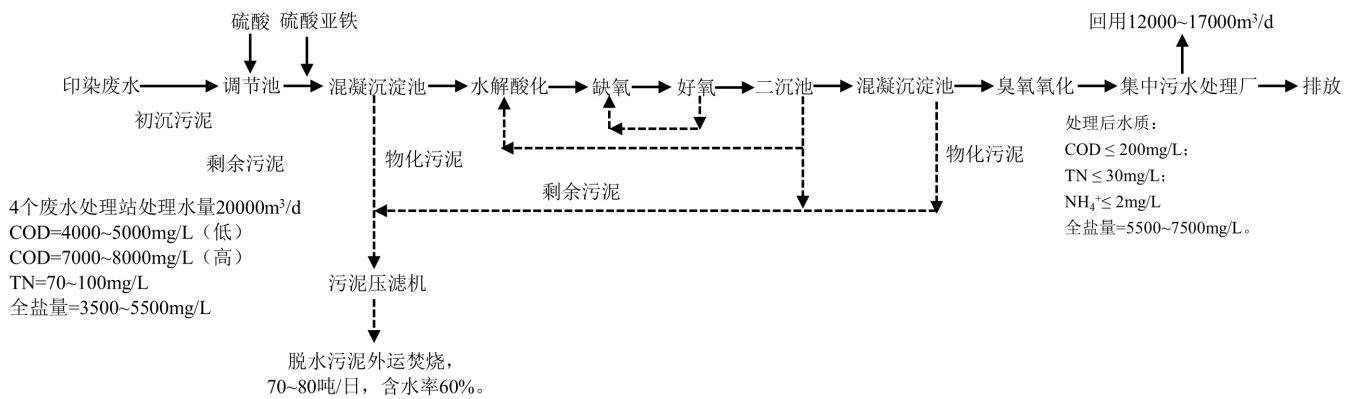 硫酸 硫酸亚铁
回用12000~17000m³/d
印染废水 调节池 混凝沉淀池 水解酸化 缺氧 好氧 二沉池 混凝沉淀池 臭氧氧化 集中污水处理厂 排放
初沉污泥
剩余污泥
物化污泥
物化污泥
剩余污泥
处理后水质：
COD ≤ 200mg/L；
TN ≤ 30mg/L；
NH₄⁺≤ 2mg/L
全盐量=5500~7500mg/L。
4个废水处理站处理水量20000m³/d
COD=4000~5000mg/L（低）
COD=7000~8000mg/L（高）
TN=70~100mg/L
全盐量=3500~5500mg/L
污泥压滤机
脱水污泥外运焚烧，
70~80吨/日，含水率60%。